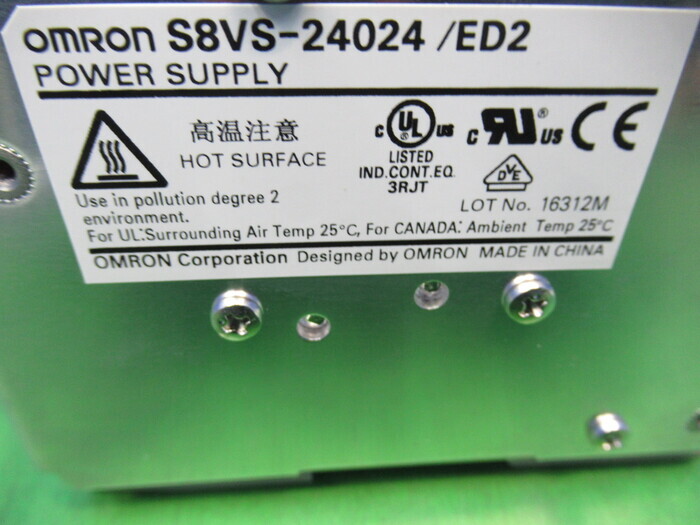 OMRON S8VS-24024 /ED2
POWER SUPPLY
高温注意
HOT SURFACE
C UL US
LISTED
IND.CONT.EQ.
3RJT
C RU ® US
CE
DVE
LOT No. 16312M
Use in pollution degree 2
environment.
For UL:Surrounding Air Temp 25°C, For CANADA: Ambient Temp 25°C
OMRON Corporation Designed by OMRON MADE IN CHINA